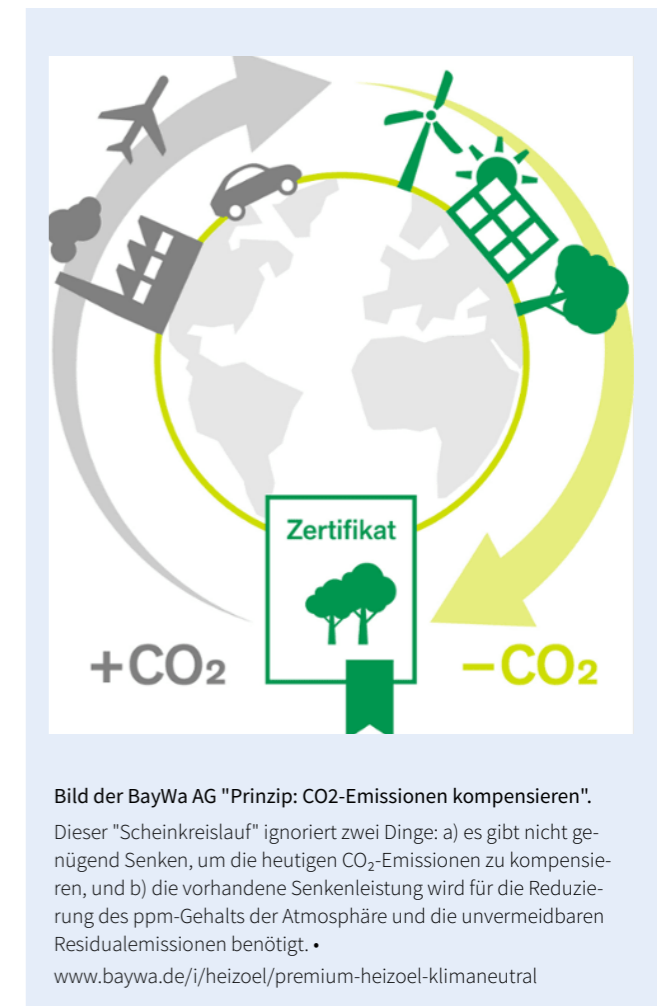 Zertifikat
+CO₂
−CO₂
Bild der BayWa AG "Prinzip: CO2-Emissionen kompensieren".
Dieser "Scheinkreislauf" ignoriert zwei Dinge: a) es gibt nicht ge-
nügend Senken, um die heutigen CO₂-Emissionen zu kompensie-
ren, und b) die vorhandene Senkenleistung wird für die Reduzie-
rung des ppm-Gehalts der Atmosphäre und die unvermeidbaren
Residualemissionen benötigt. •
www.baywa.de/i/heizoel/premium-heizoel-klimaneutral